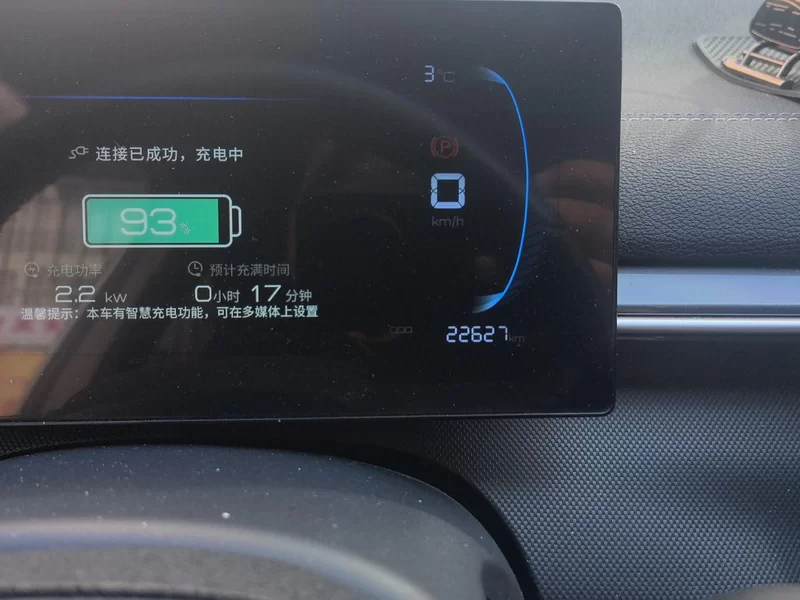 3°C
连接已成功，充电中
P
93%
0
km/h
充电功率
预计充满时间
2.2 kW
0小时 17分钟
温馨提示：本车有智慧充电功能，可在多媒体上设置
22627km